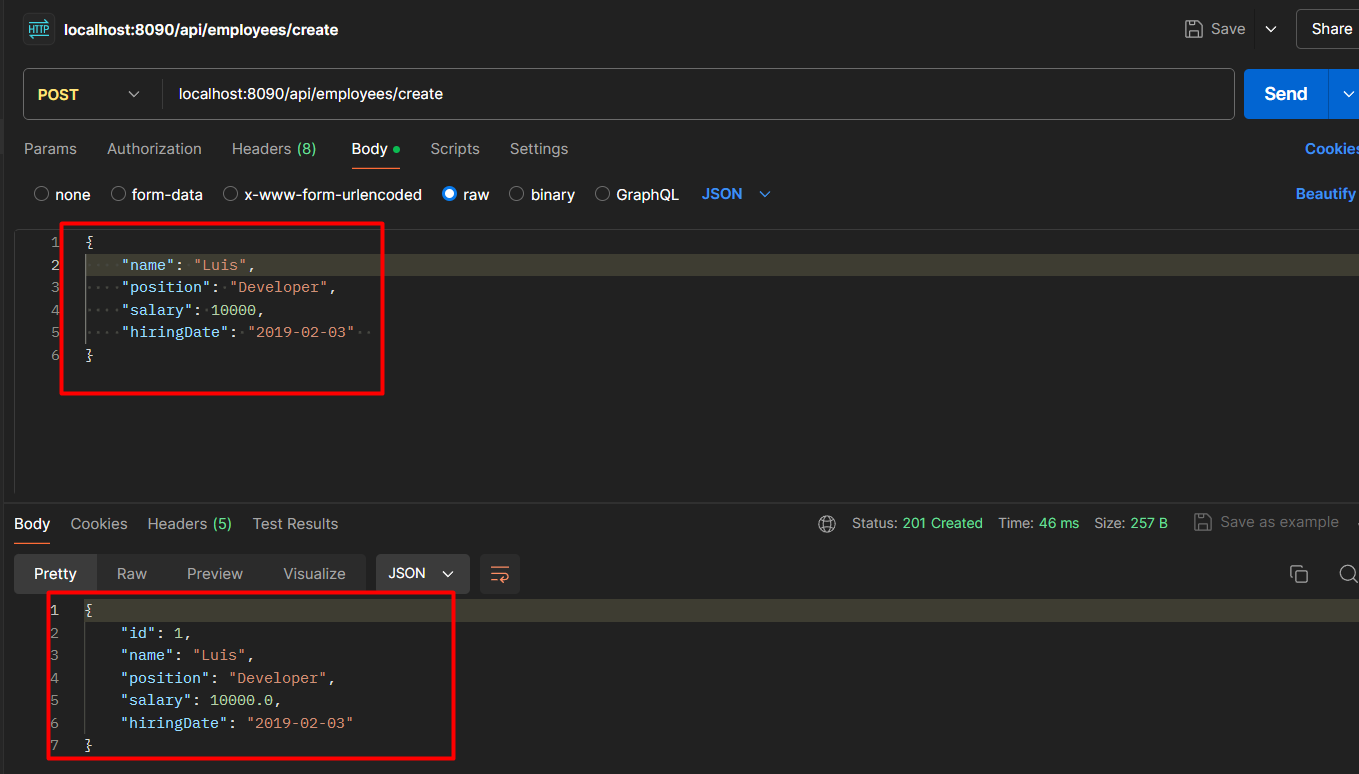 HTTP localhost:8090/api/employees/create Save Share
POST localhost:8090/api/employees/create Send
Params Authorization Headers (8) Body Scripts Settings Cookies
none form-data x-www-form-urlencoded raw binary GraphQL JSON Beautify
1 {
2 "name": "Luis",
3 "position": "Developer",
4 "salary": 10000,
5 "hiringDate": "2019-02-03"
6 }
Body Cookies Headers (5) Test Results Status: 201 Created Time: 46 ms Size: 257 B Save as example
Pretty Raw Preview Visualize JSON
1 {
2 "id": 1,
3 "name": "Luis",
4 "position": "Developer",
5 "salary": 10000.0,
6 "hiringDate": "2019-02-03"
7 }